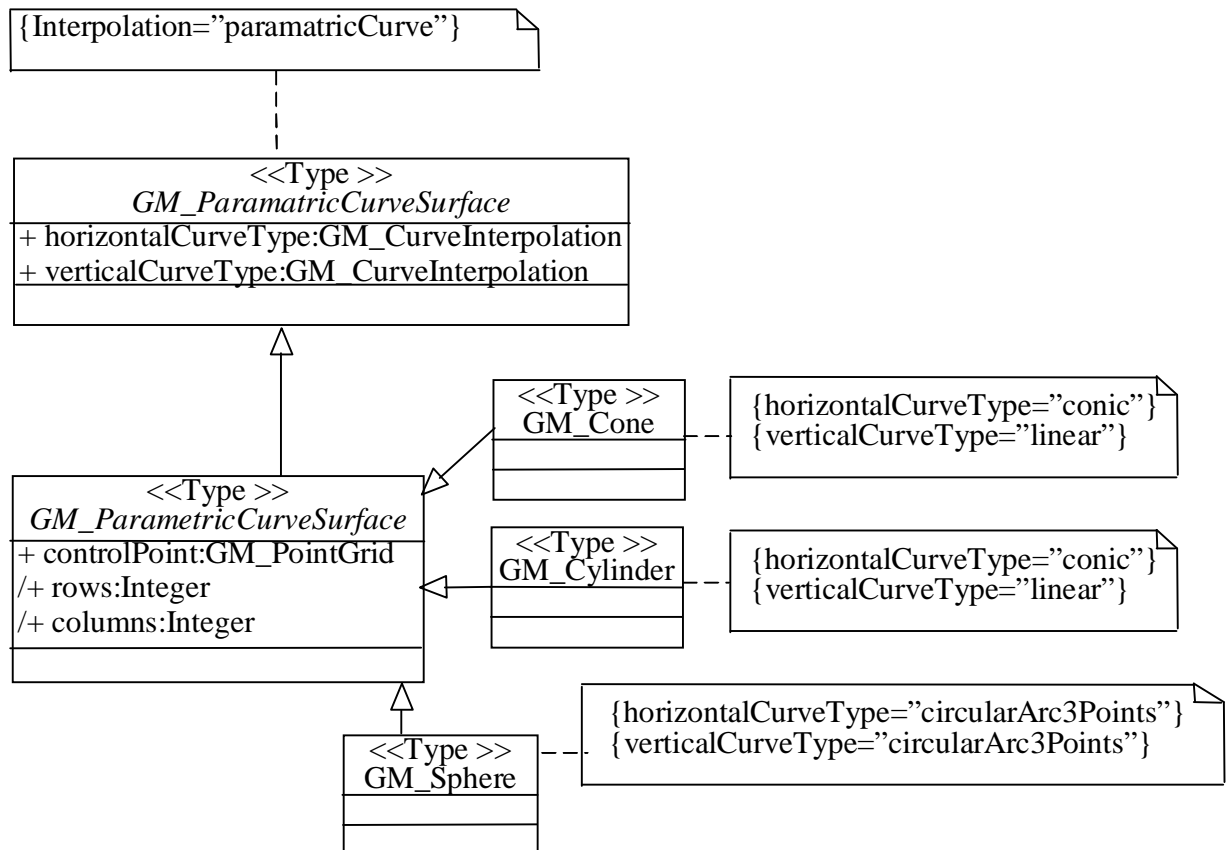 {Interpolation=”paramatricCurve”}
<<Type >>
GM_ParamatricCurveSurface
+ horizontalCurveType:GM_CurveInterpolation
+ verticalCurveType:GM_CurveInterpolation
<<Type >>
GM_Cone
{horizontalCurveType=”conic”}
{verticalCurveType=”linear”}
<<Type >>
GM_ParametricCurveSurface
+ controlPoint:GM_PointGrid
/+ rows:Integer
/+ columns:Integer
<<Type >>
GM_Cylinder
{horizontalCurveType=”conic”}
{verticalCurveType=”linear”}
<<Type >>
GM_Sphere
{horizontalCurveType=”circularArc3Points”}
{verticalCurveType=”circularArc3Points”}